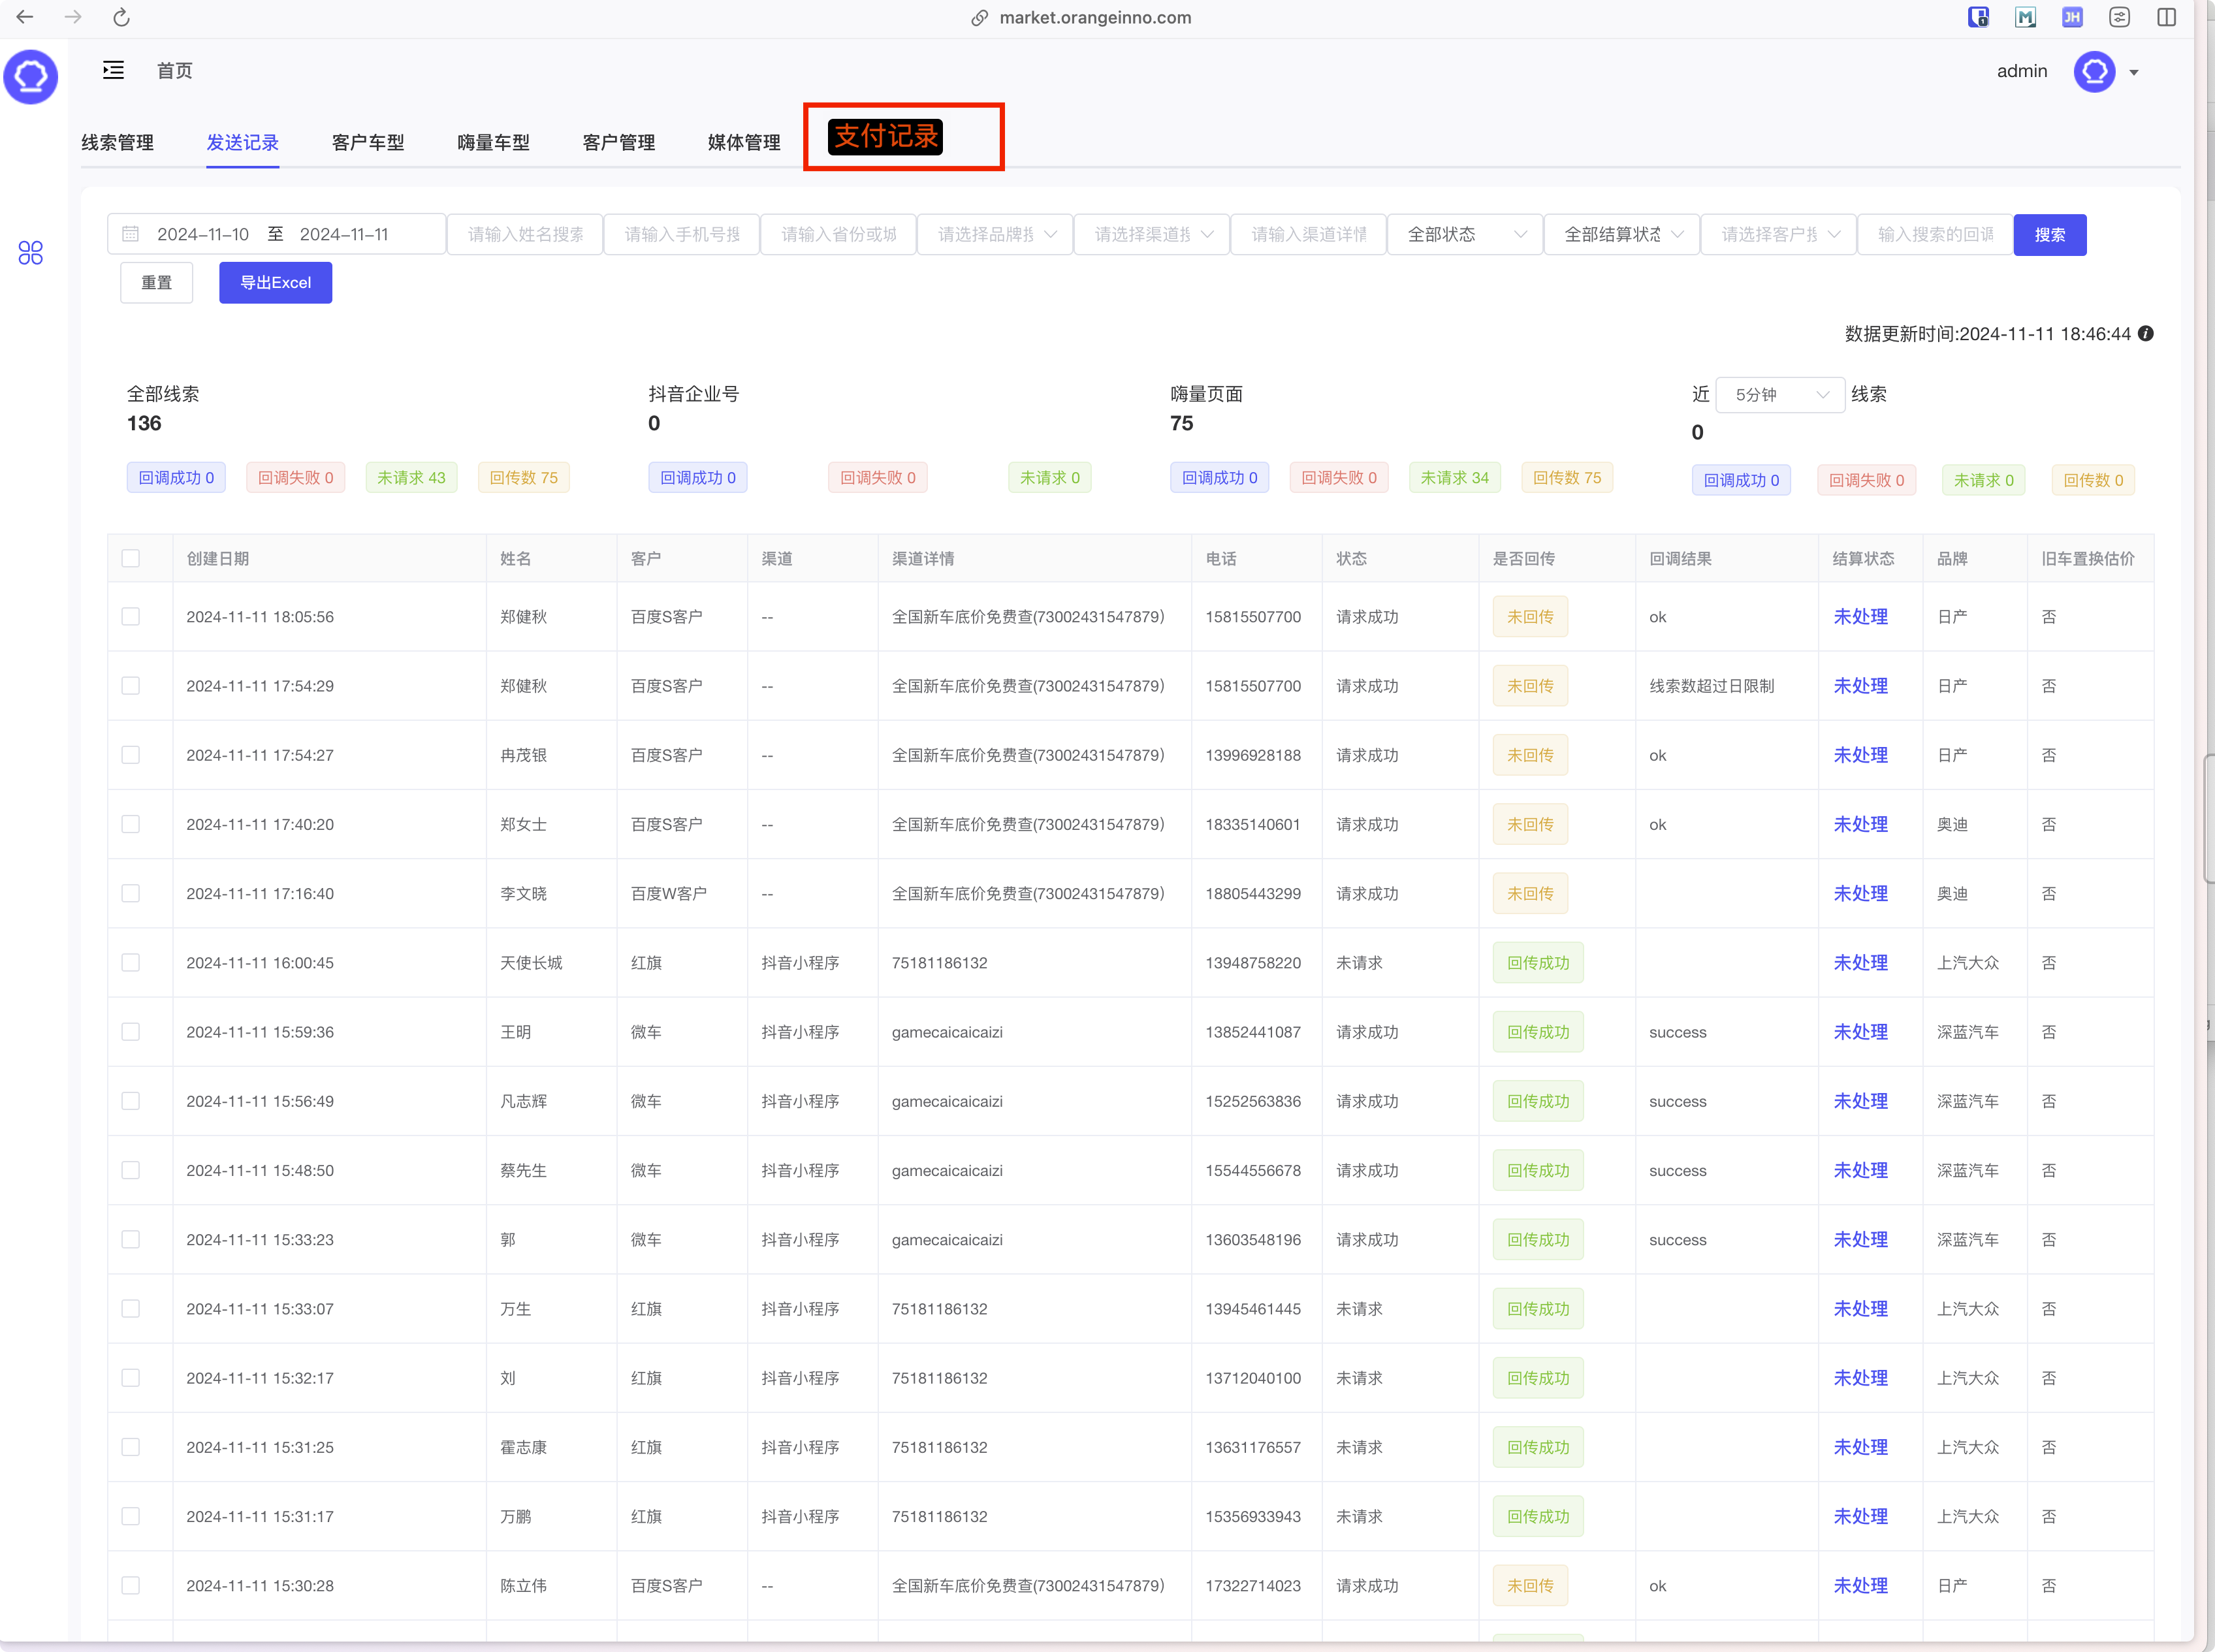 market.orangeinno.com
首页
admin
线索管理 发送记录 客户车型 嗨量车型 客户管理 媒体管理 支付记录
2024-11-10 至 2024-11-11 请输入姓名搜索 请输入手机号搜 请输入省份或城 请选择品牌搜 请选择渠道搜 请输入渠道详情 全部状态 全部结算状态 请选择客户搜 输入搜索的回调 搜索
重置 导出Excel
数据更新时间:2024-11-11 18:46:44
全部线索 抖音企业号 嗨量页面 近 5分钟 线索
136 0 75 0
回调成功 0 回调失败 0 未请求 43 回传数 75 回调成功 0 回调失败 0 未请求 0 回调成功 0 回调失败 0 未请求 34 回传数 75 回调成功 0 回调失败 0 未请求 0 回传数 0
创建日期 姓名 客户 渠道 渠道详情 电话 状态 是否回传 回调结果 结算状态 品牌 旧车置换估价
2024-11-11 18:05:56 郑健秋 百度S客户 -- 全国新车底价免费查(73002431547879) 15815507700 请求成功 未回传 ok 未处理 日产 否
2024-11-11 17:54:29 郑健秋 百度S客户 -- 全国新车底价免费查(73002431547879) 15815507700 请求成功 未回传 线索数超过日限制 未处理 日产 否
2024-11-11 17:54:27 冉茂银 百度S客户 -- 全国新车底价免费查(73002431547879) 13996928188 请求成功 未回传 ok 未处理 日产 否
2024-11-11 17:40:20 郑女士 百度S客户 -- 全国新车底价免费查(73002431547879) 18335140601 请求成功 未回传 ok 未处理 奥迪 否
2024-11-11 17:16:40 李文晓 百度W客户 -- 全国新车底价免费查(73002431547879) 18805443299 请求成功 未回传 未处理 奥迪 否
2024-11-11 16:00:45 天使长城 红旗 抖音小程序 75181186132 13948758220 未请求 回传成功 未处理 上汽大众 否
2024-11-11 15:59:36 王明 微车 抖音小程序 gamecaicaicaizi 13852441087 请求成功 回传成功 success 未处理 深蓝汽车 否
2024-11-11 15:56:49 凡志辉 微车 抖音小程序 gamecaicaicaizi 15252563836 请求成功 回传成功 success 未处理 深蓝汽车 否
2024-11-11 15:48:50 蔡先生 微车 抖音小程序 gamecaicaicaizi 15544556678 请求成功 回传成功 success 未处理 深蓝汽车 否
2024-11-11 15:33:23 郭 微车 抖音小程序 gamecaicaicaizi 13603548196 请求成功 回传成功 success 未处理 深蓝汽车 否
2024-11-11 15:33:07 万生 红旗 抖音小程序 75181186132 13945461445 未请求 回传成功 未处理 上汽大众 否
2024-11-11 15:32:17 刘 红旗 抖音小程序 75181186132 13712040100 未请求 回传成功 未处理 上汽大众 否
2024-11-11 15:31:25 霍志康 红旗 抖音小程序 75181186132 13631176557 未请求 回传成功 未处理 上汽大众 否
2024-11-11 15:31:17 万鹏 红旗 抖音小程序 75181186132 15356933943 未请求 回传成功 未处理 上汽大众 否
2024-11-11 15:30:28 陈立伟 百度S客户 -- 全国新车底价免费查(73002431547879) 17322714023 请求成功 未回传 ok 未处理 日产 否